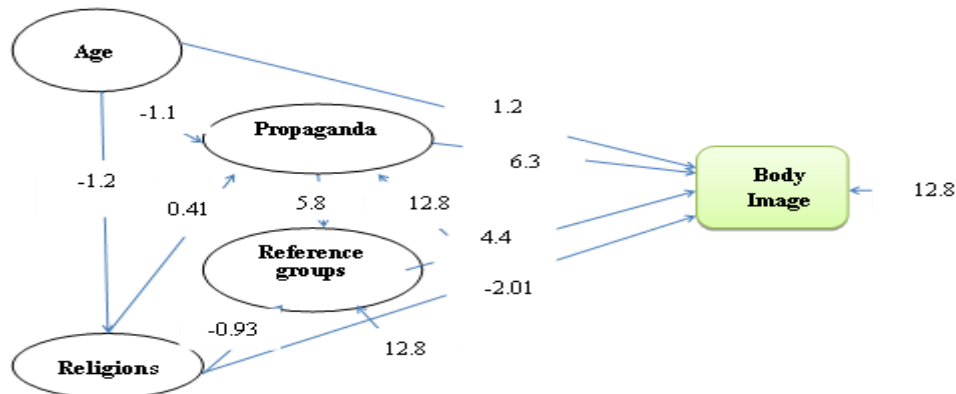 Age
-1.1
1.2
Propaganda
6.3
-1.2
Body
Image
12.8
0.41
5.8
12.8
4.4
Reference
groups
-2.01
-0.93
12.8
Religions